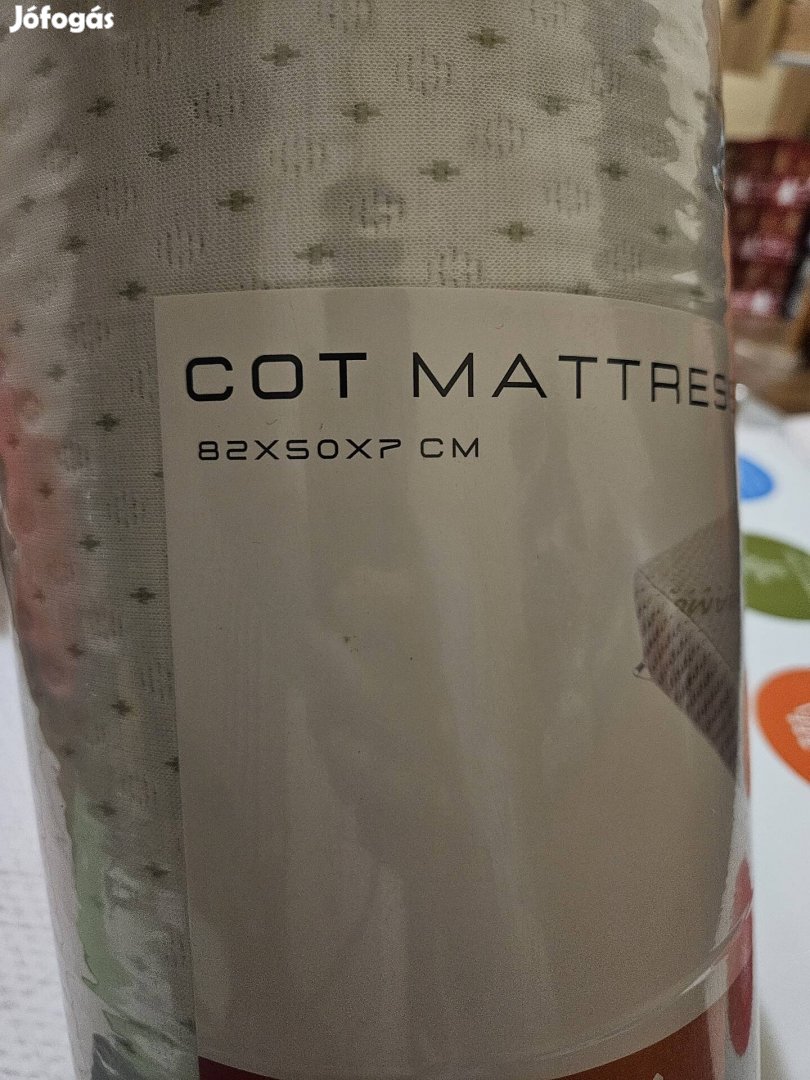 Jófogás
COT MATTRES
82X50X7 CM